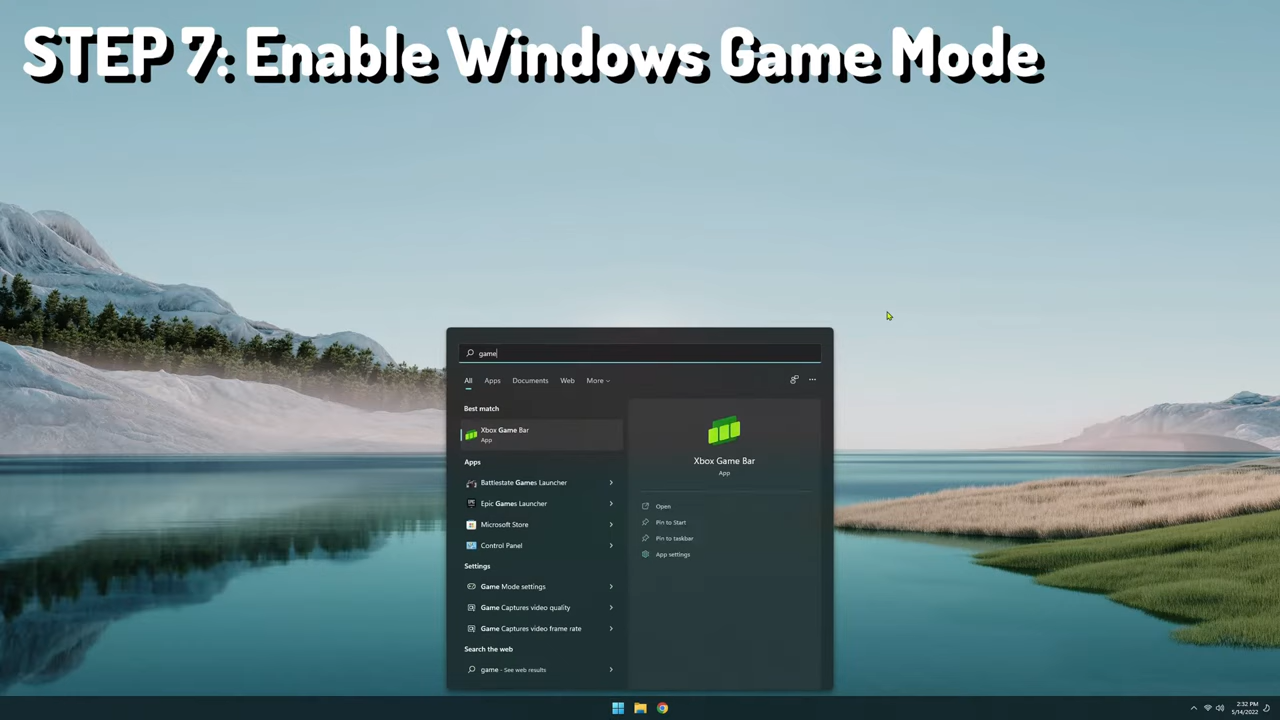 STEP 7: Enable Windows Game Mode
game
All Apps Documents Web More
Best match
Xbox Game Bar
App
Apps
Battlestate Games Launcher
Epic Games Launcher
Microsoft Store
Control Panel
Settings
Game Mode settings
Game Captures video quality
Game Captures video frame rate
Search the web
game - See web results
Xbox Game Bar
App
Open
Pin to Start
Pin to taskbar
App settings
2:32 PM
5/14/2022